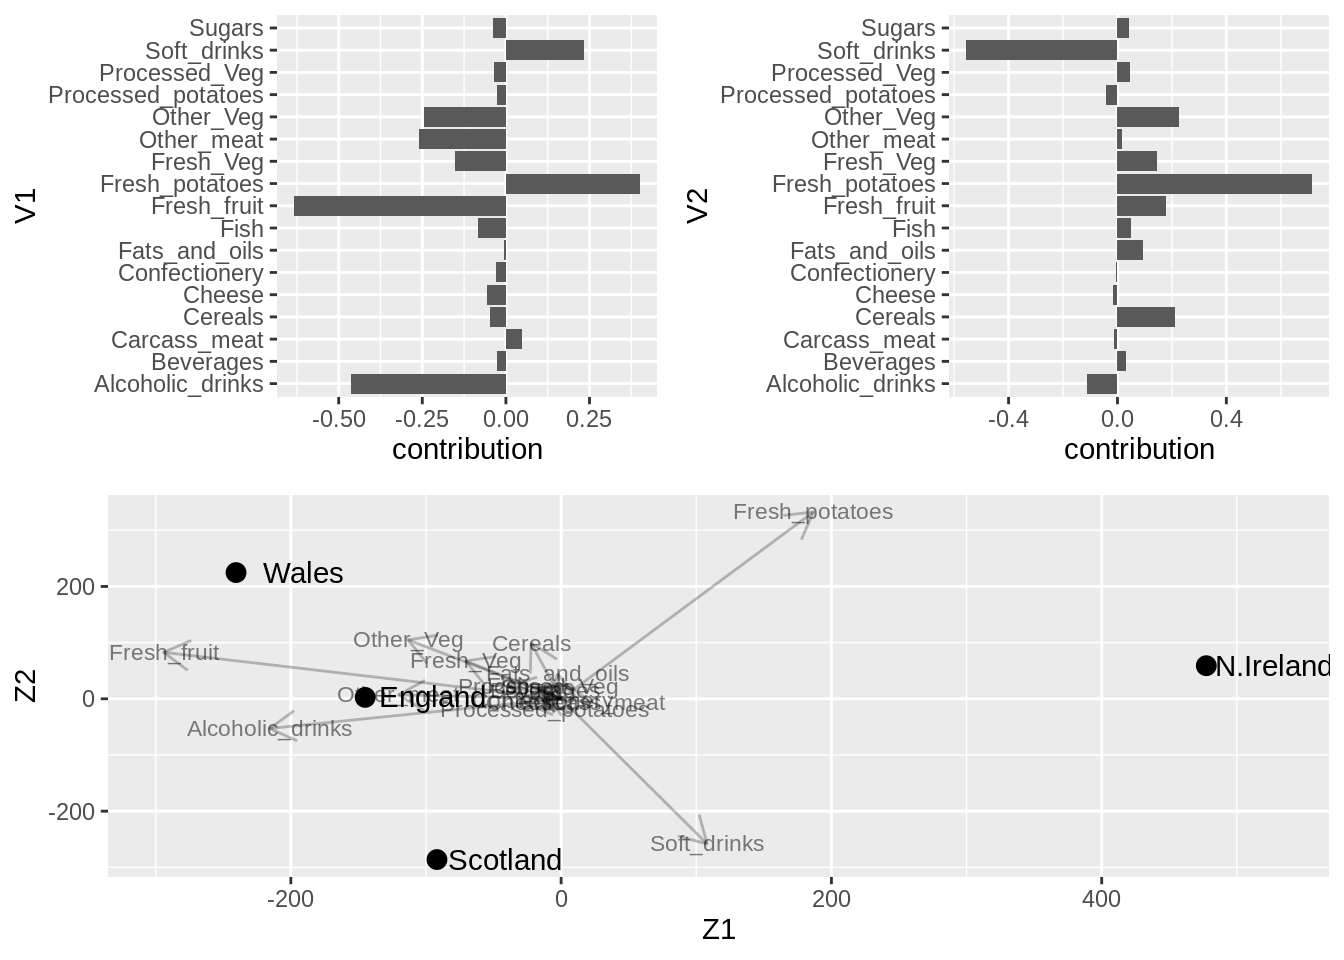 V1
Sugars
Soft_drinks
Processed_Veg
Processed_potatoes
Other_Veg
Other_meat
Fresh_Veg
Fresh_potatoes
Fresh_fruit
Fish
Fats_and_oils
Confectionery
Cheese
Cereals
Carcass_meat
Beverages
Alcoholic_drinks
-0.50 -0.25 0.00 0.25
contribution
V2
Sugars
Soft_drinks
Processed_Veg
Processed_potatoes
Other_Veg
Other_meat
Fresh_Veg
Fresh_potatoes
Fresh_fruit
Fish
Fats_and_oils
Confectionery
Cheese
Cereals
Carcass_meat
Beverages
Alcoholic_drinks
-0.4 0.0 0.4
contribution
Z2
200
0
-200
Fresh_potatoes
Wales
Other_Veg
Cereals
Fresh_fruit
Fresh_Veg
N.Ireland
Fats_and_oils
Other_meat
England
Processed_potatoes
Alcoholic_drinks
Soft_drinks
Scotland
-200 0 200 400
Z1